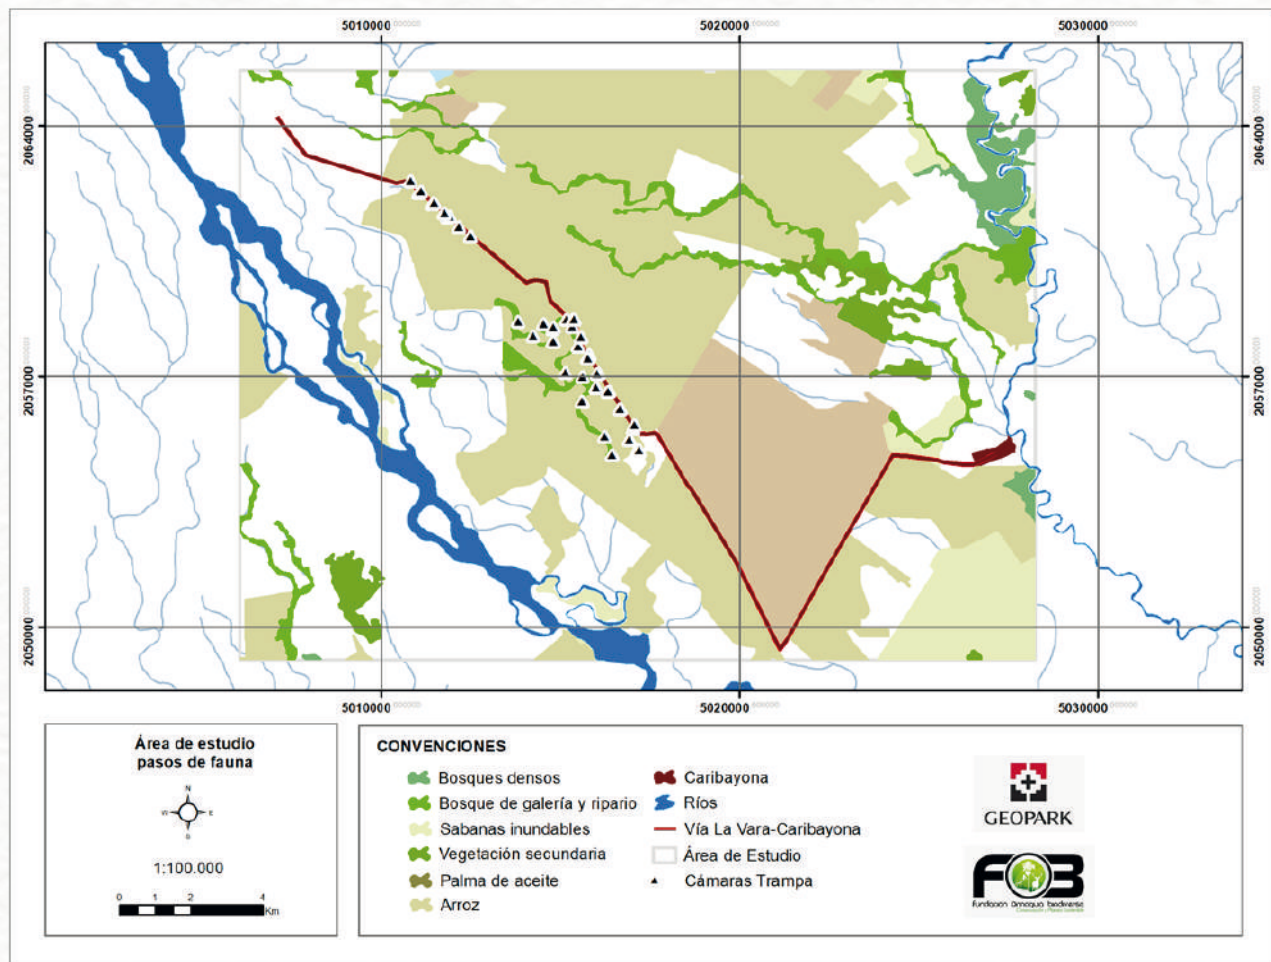 5010000 5020000 5030000
2064000 2064000
2057000 2057000
2050000 2050000
5010000 5020000 5030000
Área de estudio
pasos de fauna
N
W E
S
1:100.000
0 1 2 4
Km
CONVENCIONES
Bosques densos
Bosque de galería y ripario
Sabanas inundables
Vegetación secundaria
Palma de aceite
Arroz
Caribayona
Ríos
Vía La Vara-Caribayona
Área de Estudio
Cámaras Trampa
GEOPARK
FOB